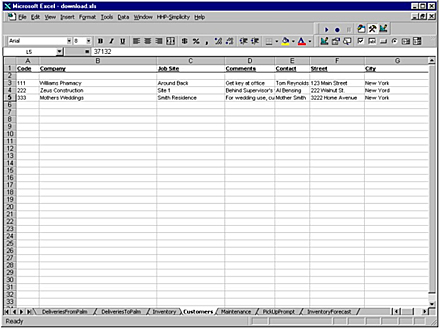 Microsoft Excel - download.xls
File Edit View Insert Format Tools Data Window HHP-Simplicity Help
Arial 8 B I U $ % ,
L5 = 37132
A B C D E F G
1 Code Company Job Site Comments Contact Street City
2
3 111 Williams Pharmacy Around Back Get key at office Tom Reynolds 123 Main Street New York
4 222 Zeus Construction Site 1 Behind Supervisor's Al Bensing 222 Walnut St. New Yord
5 333 Mothers Weddings Smith Residence For wedding use, cu Mother Smith 3222 Home Avenue New York
6
7
8
9
10
11
12
13
14
15
16
17
18
19
20
21
22
23
24
25
26
27
28
29
30
31
32
33
DeliveriesFromPalm DeliveriesToPalm Inventory Customers Maintenance PickUpPrompt InventoryForecast
Ready